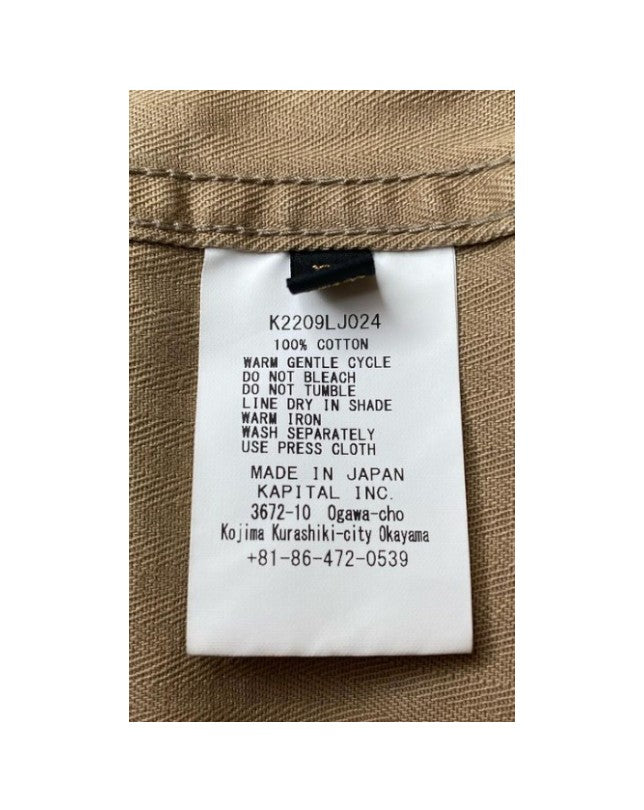 K2209LJ024
100% COTTON
WARM GENTLE CYCLE
DO NOT BLEACH
DO NOT TUMBLE
LINE DRY IN SHADE
WARM IRON
WASH SEPARATELY
USE PRESS CLOTH
MADE IN JAPAN
KAPITAL INC.
3672-10 Ogawa-cho
Kojima Kurashiki-city Okayama
+81-86-472-0539